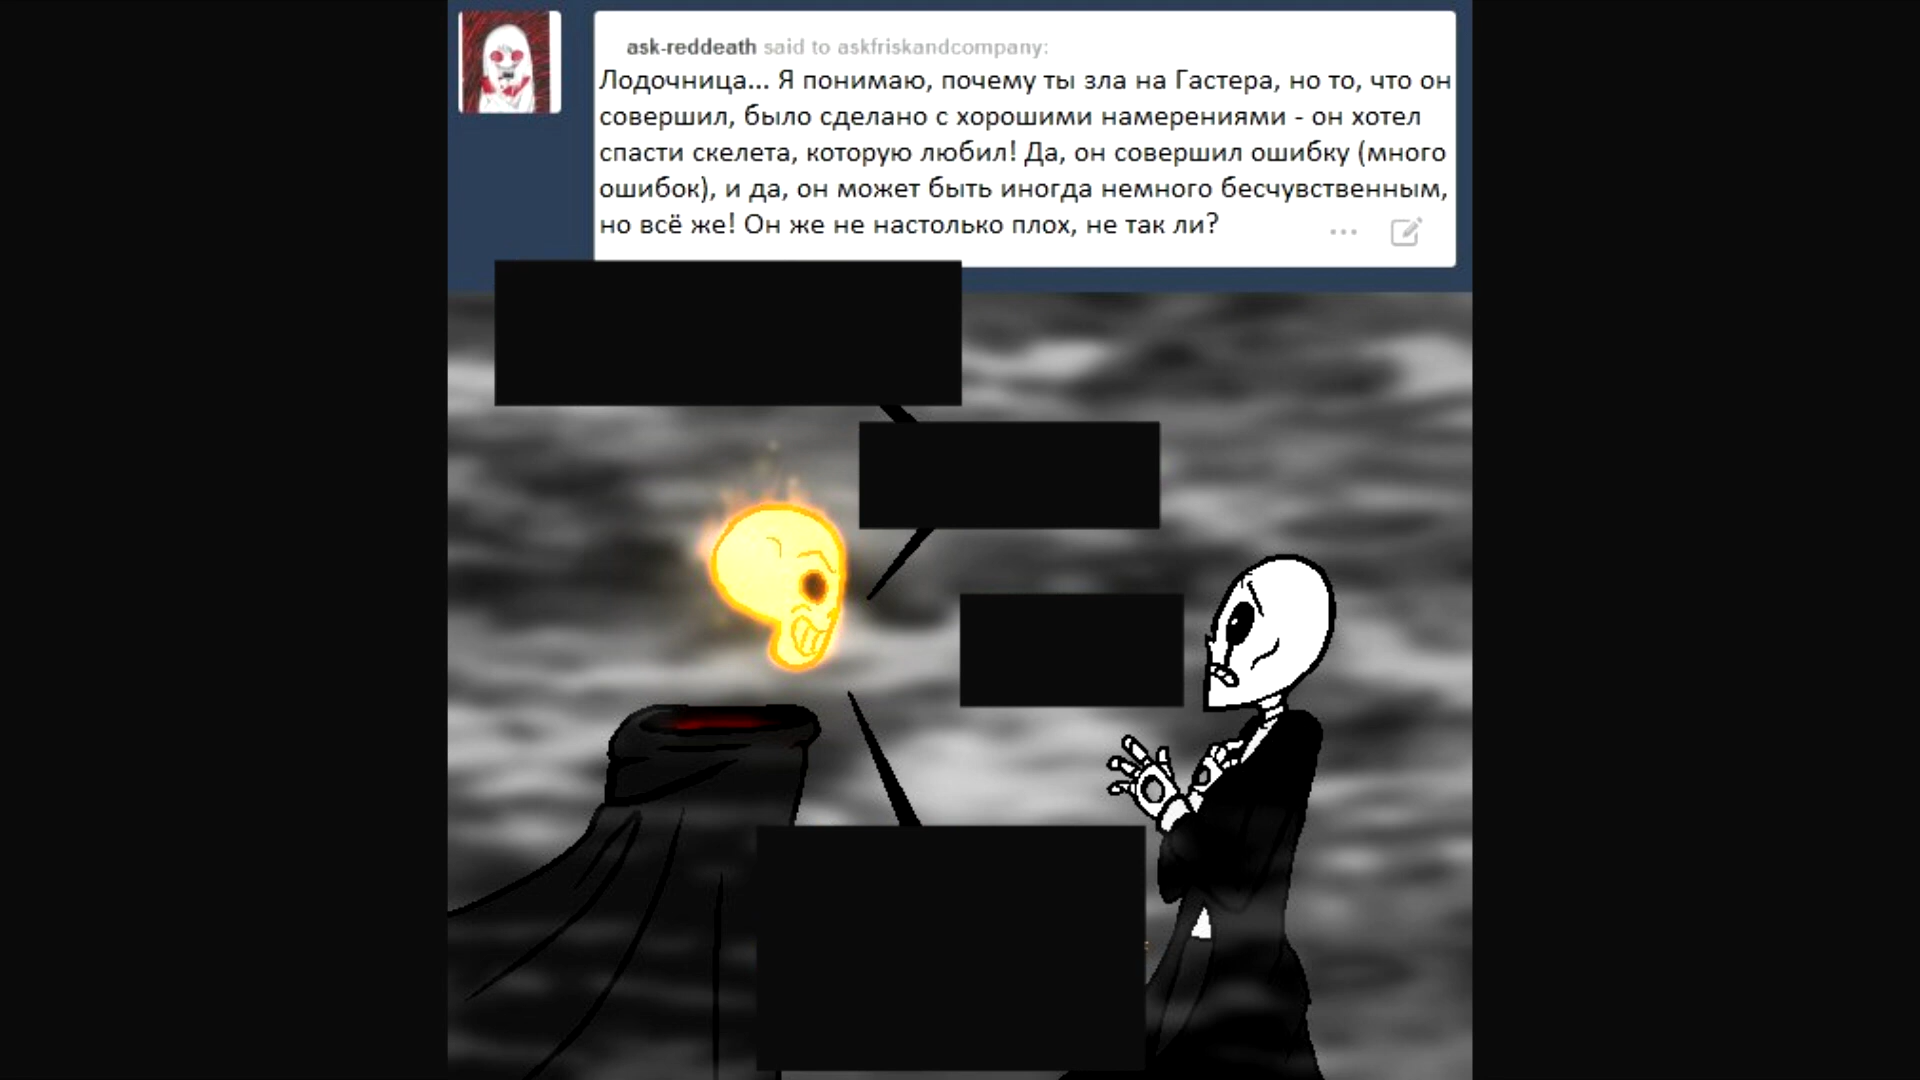 ask-reddeath said to askfriskandcompany:
Лодочница... Я понимаю, почему ты зла на Гастера, но то, что он
совершил, было сделано с хорошими намерениями - он хотел
спасти скелета, которую любил! Да, он совершил ошибку (много
ошибок), и да, он может быть иногда немного бесчувственным,
но всё же! Он же не настолько плох, не так ли?